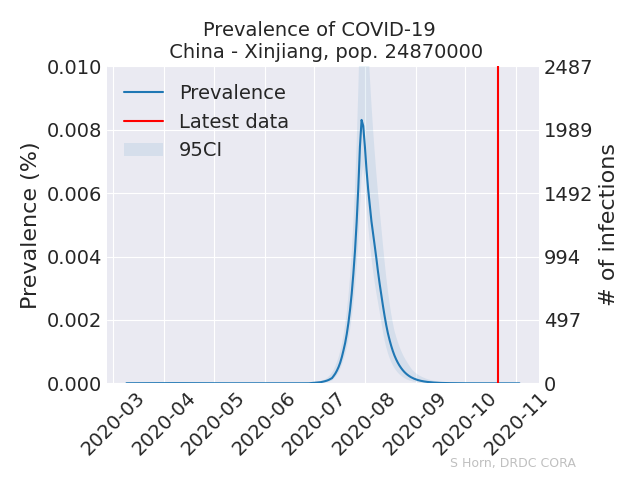 Prevalence of COVID-19
China - Xinjiang, pop. 24870000
0.010
0.008
0.006
0.004
0.002
0.000
Prevalence (%)
Prevalence
Latest data
95CI
2487
1989
1492
994
497
0
# of infections
2020-03
2020-04
2020-05
2020-06
2020-07
2020-08
2020-09
2020-10
2020-11
S Horn, DRDC CORA